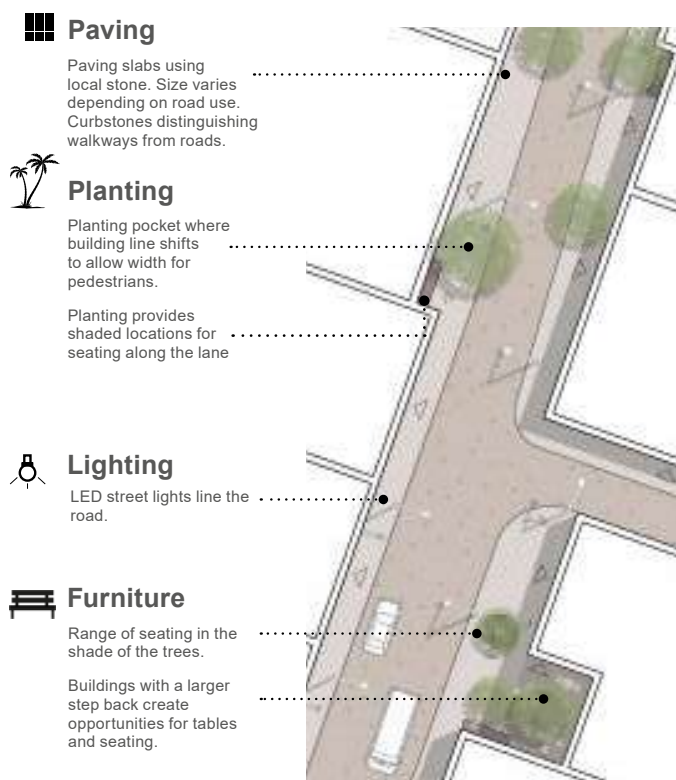 Paving
Paving slabs using
local stone. Size varies
depending on road use.
Curbstones distinguishing
walkways from roads.
Planting
Planting pocket where
building line shifts
to allow width for
pedestrians.
Planting provides
shaded locations for
seating along the lane
Lighting
LED street lights line the
road.
Furniture
Range of seating in the
shade of the trees.
Buildings with a larger
step back create
opportunities for tables
and seating.